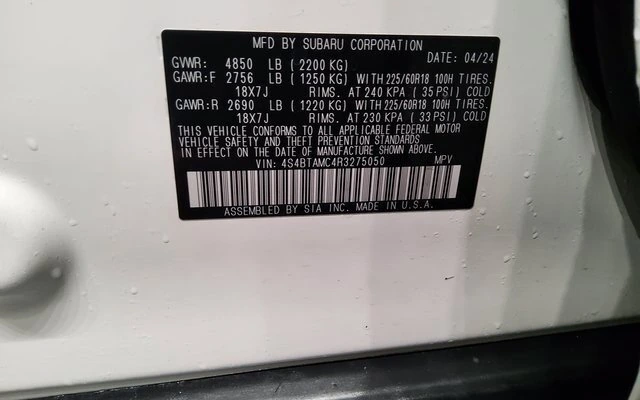 MFD BY SUBARU CORPORATION
DATE: 04/24
GVWR: 4850 LB ( 2200 KG)
GAWR:F 2756 LB ( 1250 KG) WITH 225/60R18 100H TIRES.
18X7J RIMS. AT 240 KPA ( 35 PSI) COLD
GAWR:R 2690 LB ( 1220 KG) WITH 225/60R18 100H TIRES.
18X7J RIMS. AT 230 KPA ( 33 PSI) COLD
THIS VEHICLE CONFORMS TO ALL APPLICABLE FEDERAL MOTOR
VEHICLE SAFETY AND THEFT PREVENTION STANDARDS
IN EFFECT ON THE DATE OF MANUFACTURE SHOWN ABOVE.
VIN: 4S4BTAMC4R3275050 MPV
ASSEMBLED BY SIA INC. MADE IN U.S.A.